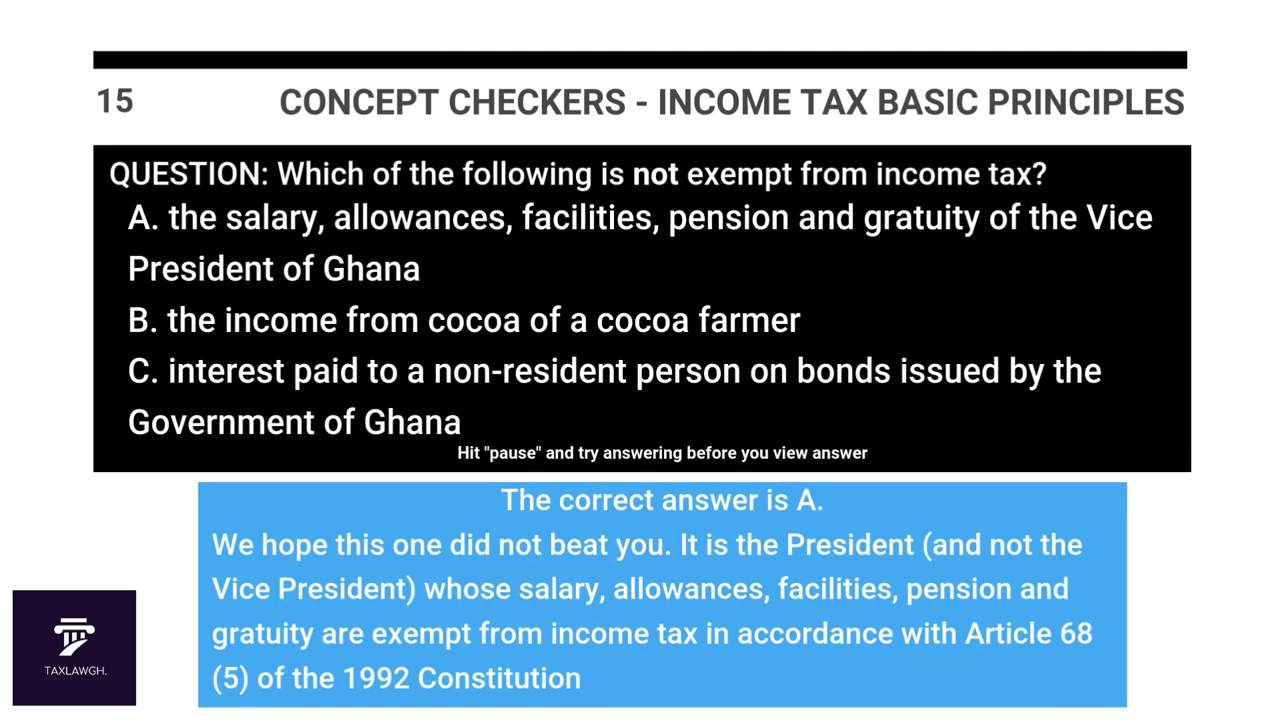 15 CONCEPT CHECKERS - INCOME TAX BASIC PRINCIPLES
QUESTION: Which of the following is not exempt from income tax?
A. the salary, allowances, facilities, pension and gratuity of the Vice
President of Ghana
B. the income from cocoa of a cocoa farmer
C. interest paid to a non-resident person on bonds issued by the
Government of Ghana
Hit "pause" and try answering before you view answer
The correct answer is A.
We hope this one did not beat you. It is the President (and not the
Vice President) whose salary, allowances, facilities, pension and
gratuity are exempt from income tax in accordance with Article 68
(5) of the 1992 Constitution
TAXLAWGH.